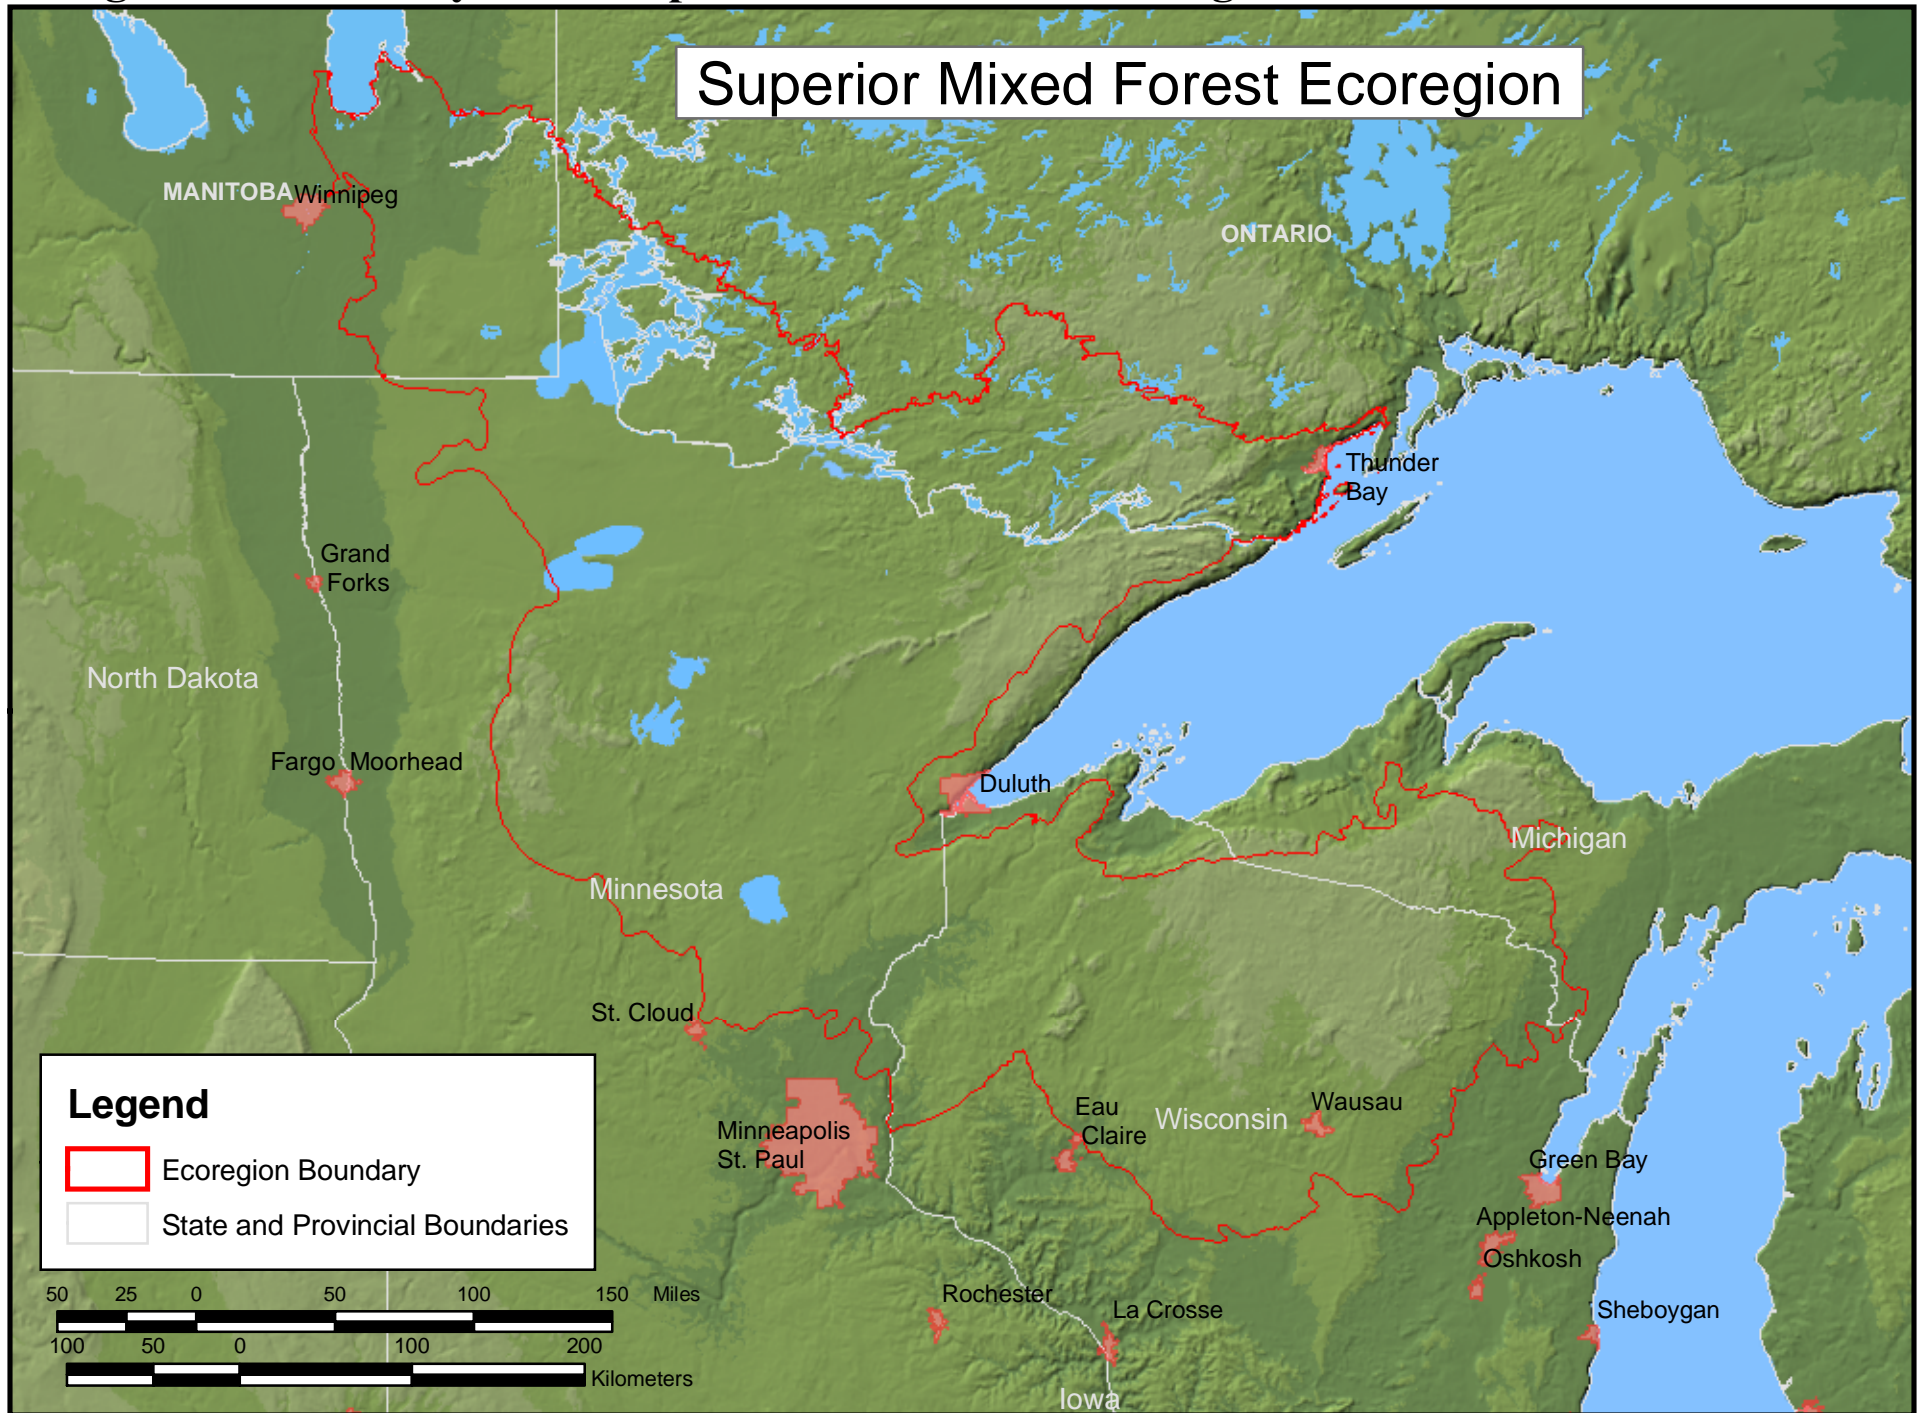 Superior Mixed Forest Ecoregion
MANITOBA
Winnipeg
ONTARIO
Thunder
Bay
Grand
Forks
North Dakota
Fargo Moorhead
Duluth
Michigan
Minnesota
St. Cloud
Minneapolis
St. Paul
Eau
Claire
Wisconsin
Wausau
Green Bay
Appleton-Neenah
Oshkosh
Rochester
La Crosse
Sheboygan
Iowa
Legend
Ecoregion Boundary
State and Provincial Boundaries
50 25 0 50 100 150 Miles
100 50 0 100 200
Kilometers